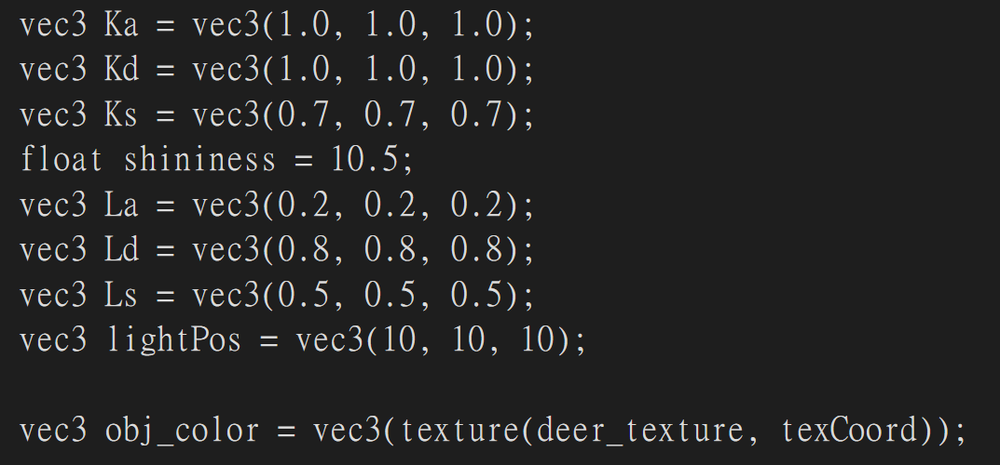 vec3 Ka = vec3(1.0, 1.0, 1.0);
vec3 Kd = vec3(1.0, 1.0, 1.0);
vec3 Ks = vec3(0.7, 0.7, 0.7);
float shininess = 10.5;
vec3 La = vec3(0.2, 0.2, 0.2);
vec3 Ld = vec3(0.8, 0.8, 0.8);
vec3 Ls = vec3(0.5, 0.5, 0.5);
vec3 lightPos = vec3(10, 10, 10);
vec3 obj_color = vec3(texture(deer_texture, texCoord));